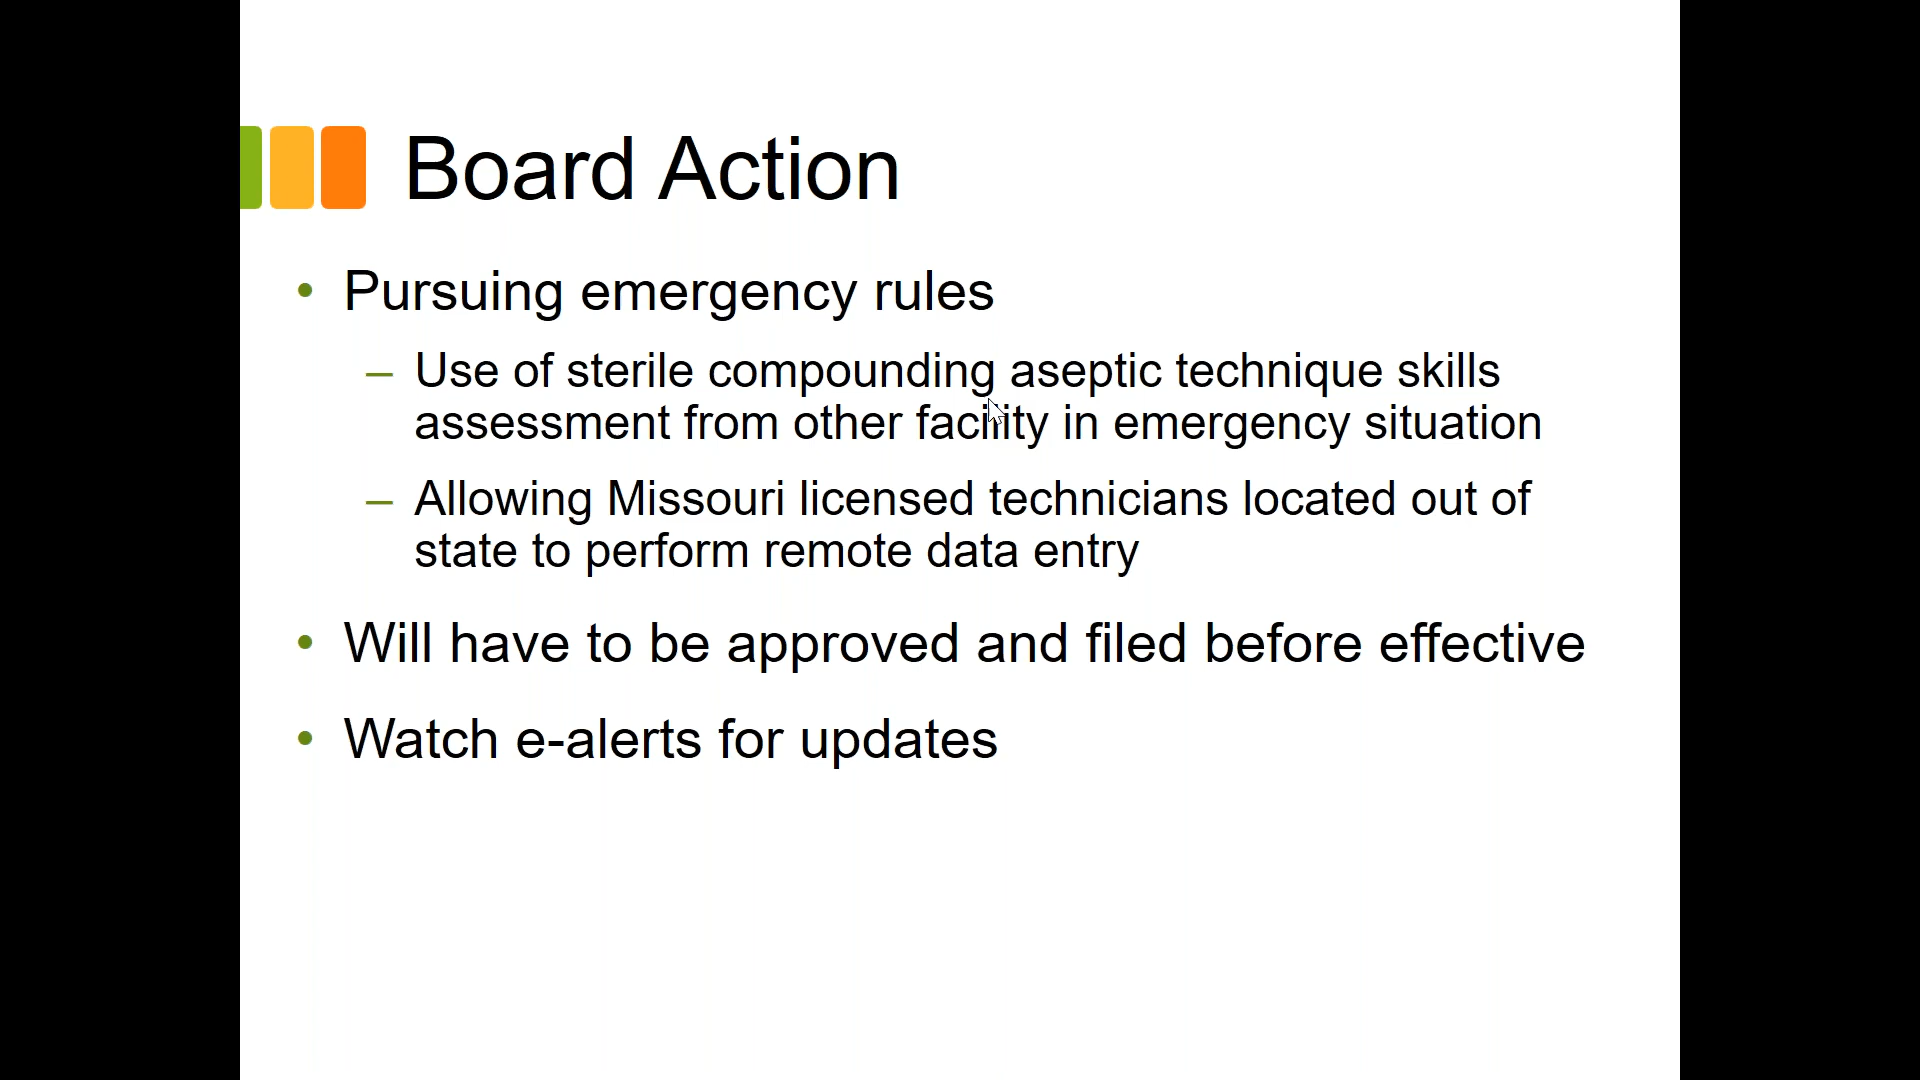 Board Action
• Pursuing emergency rules
– Use of sterile compounding aseptic technique skills
assessment from other facility in emergency situation
– Allowing Missouri licensed technicians located out of
state to perform remote data entry
• Will have to be approved and filed before effective
• Watch e-alerts for updates